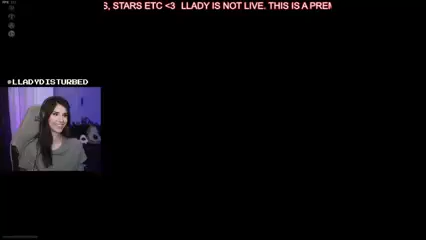 S, STARS ETC <3 LLADY IS NOT LIVE. THIS IS A PREM
#LLADYDISTURBED